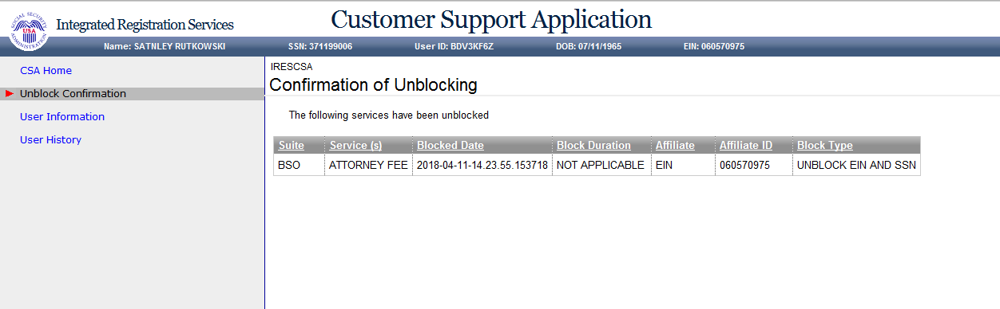 SOCIAL SECURITY ADMINISTRATION
USA
Integrated Registration Services
Customer Support Application
Name: SATNLEY RUTKOWSKI SSN: 371199006 User ID: BDV3KF6Z DOB: 07/11/1965 EIN: 060570975
CSA Home
Unblock Confirmation
User Information
User History
IRESCSA
Confirmation of Unblocking
The following services have been unblocked
Suite Service (s) Blocked Date Block Duration Affiliate Affiliate ID Block Type
BSO ATTORNEY FEE 2018-04-11-14.23.55.153718 NOT APPLICABLE EIN 060570975 UNBLOCK EIN AND SSN